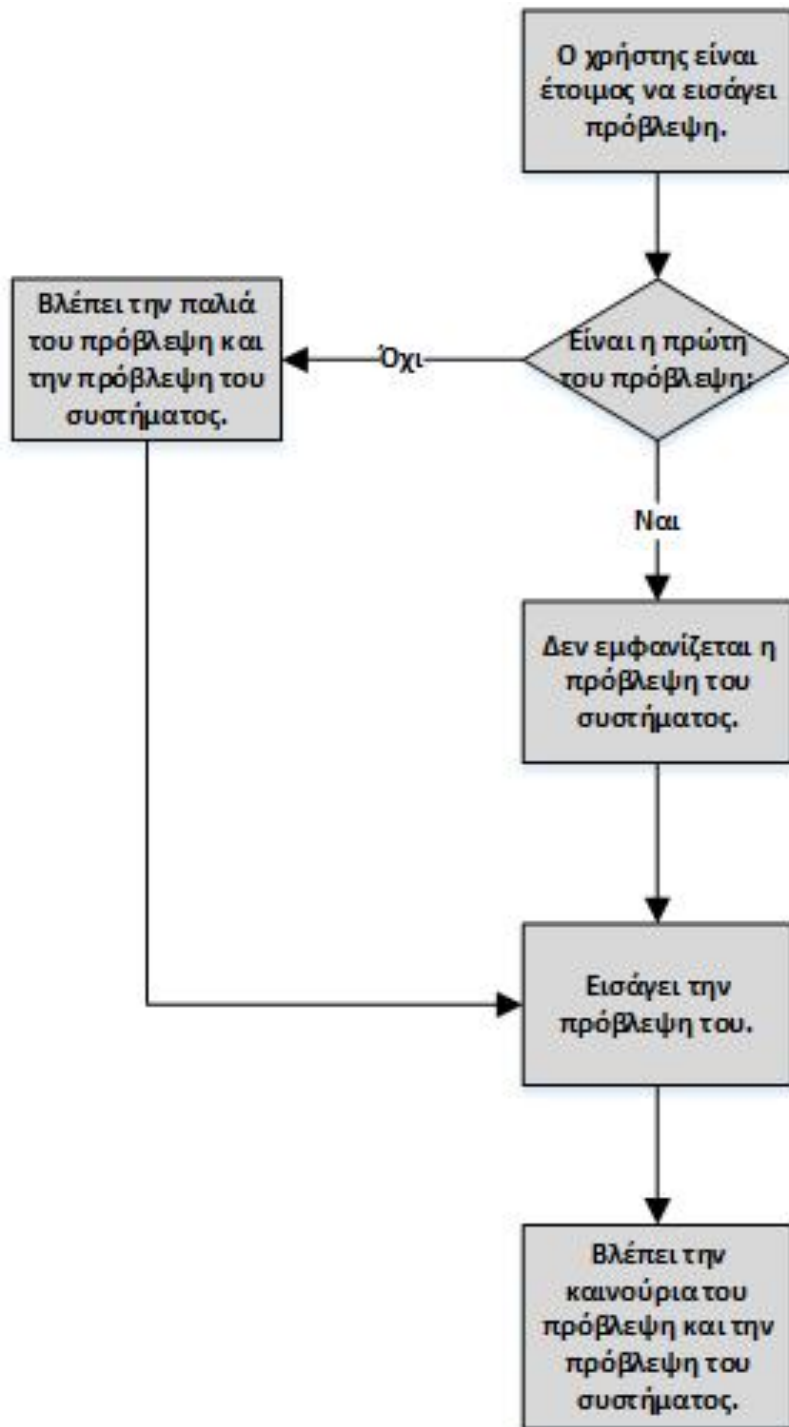 Ο χρήστης είναι
έτοιμος να εισάγει
πρόβλεψη.
Είναι η πρώτη
του πρόβλεψη;
Όχι
Βλέπει την παλιά
του πρόβλεψη και
την πρόβλεψη του
συστήματος.
Ναι
Δεν εμφανίζεται η
πρόβλεψη του
συστήματος.
Εισάγει την
πρόβλεψη του.
Βλέπει την
καινούρια του
πρόβλεψη και την
πρόβλεψη του
συστήματος.